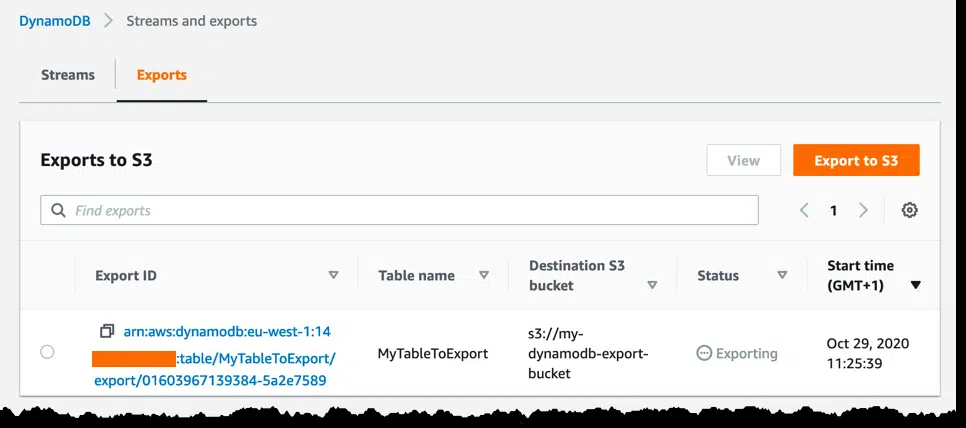 DynamoDB > Streams and exports
Streams Exports
Exports to S3 View Export to S3
Find exports 1
Export ID Table name Destination S3 bucket Status Start time (GMT+1)
arn:aws:dynamodb:eu-west-1:14
:table/MyTableToExport/
export/01603967139384-5a2e7589
MyTableToExport
s3://my-
dynamodb-export-
bucket
Exporting
Oct 29, 2020
11:25:39